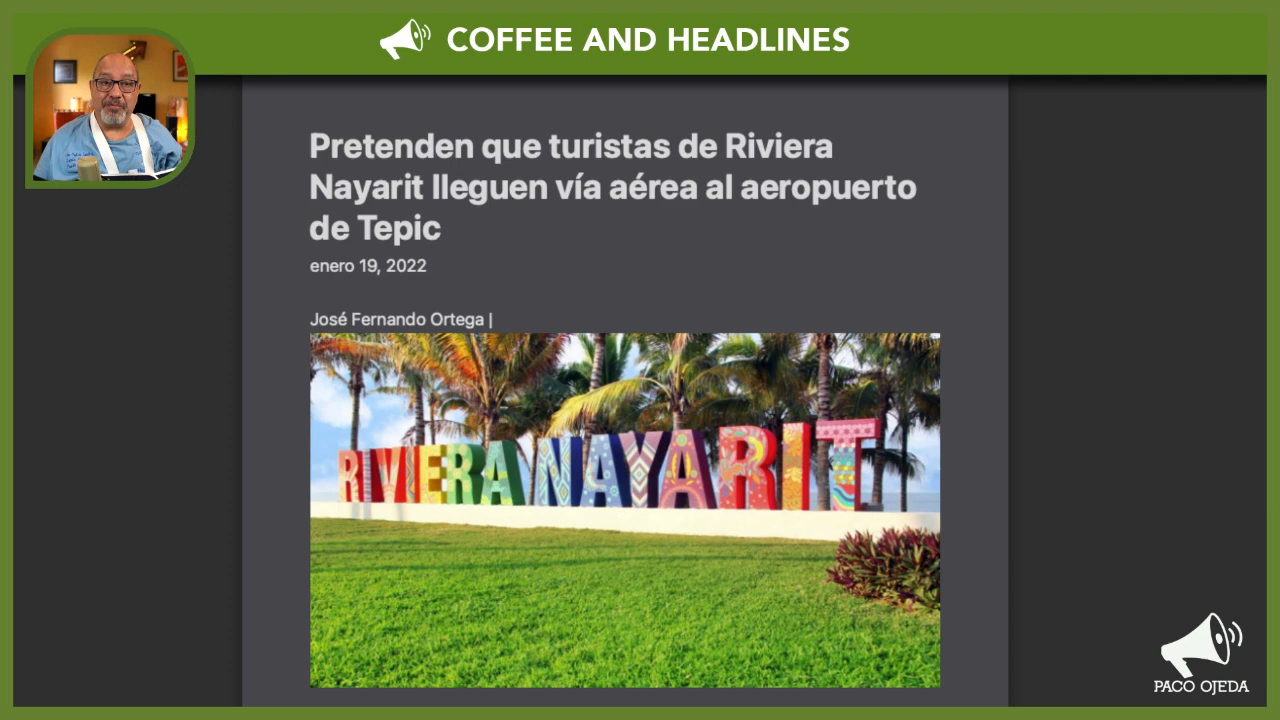 COFFEE AND HEADLINES
Pretenden que turistas de Riviera
Nayarit lleguen vía aérea al aeropuerto
de Tepic
enero 19, 2022
José Fernando Ortega |
RIVIERA NAYARIT
PACO OJEDA